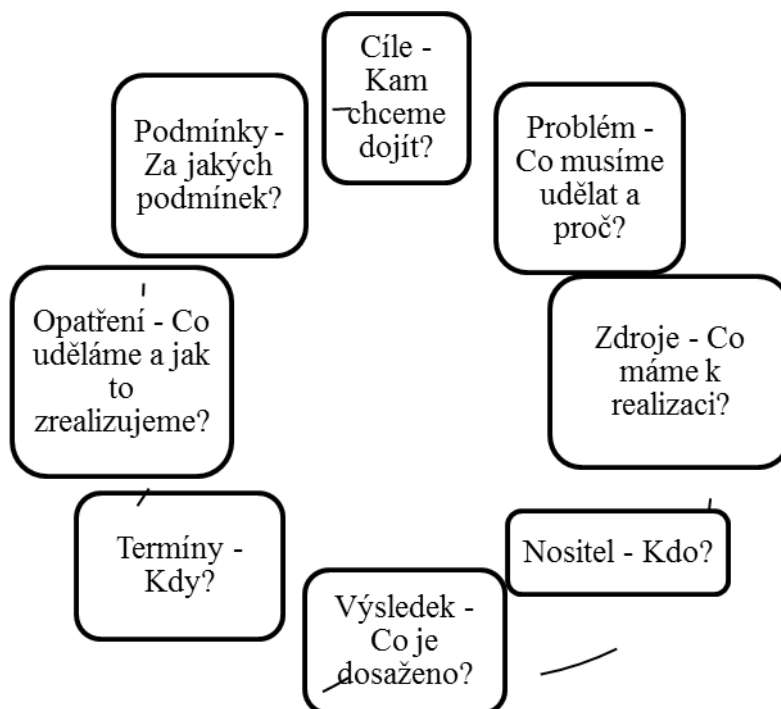 Cíle -
Kam
chceme
dojít?
Problém -
Co musíme
udělat a
proč?
Zdroje - Co
máme k
realizaci?
Nositel - Kdo?
Výsledek -
Co je
dosaženo?
Termíny -
Kdy?
Opatření - Co
uděláme a jak
to
zrealizujeme?
Podmínky -
Za jakých
podmínek?